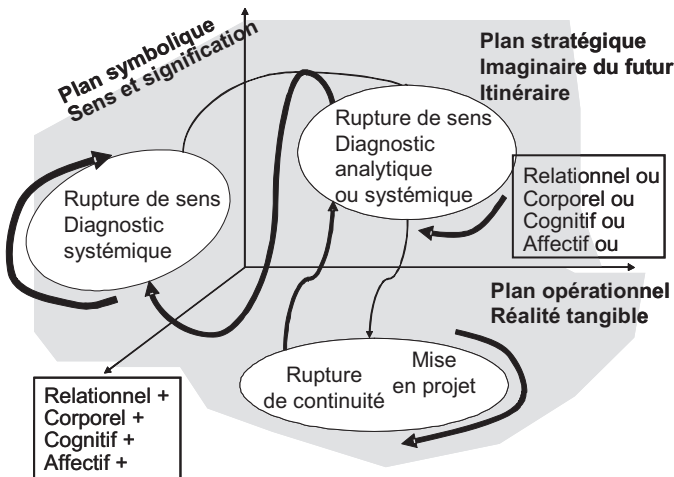 Plan symbolique
Sens et signification
Plan stratégique
Imaginaire du futur
Itinéraire
Rupture de sens
Diagnostic
analytique
ou systémique
Relationnel ou
Corporel ou
Cognitif ou
Affectif ou
Rupture de sens
Diagnostic
systémique
Plan opérationnel
Réalité tangible
Rupture
de continuité
Mise
en projet
Relationnel +
Corporel +
Cognitif +
Affectif +